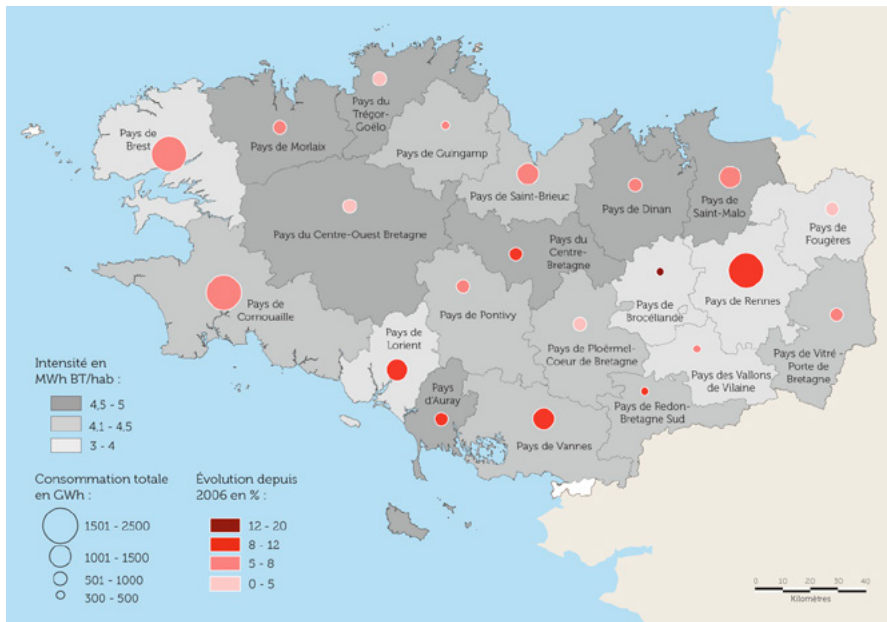 Pays du
Trégor-
Goëlo
Pays de
Brest
Pays de Morlaix
Pays de Guingamp
Pays de Saint-Brieuc
Pays de Dinan
Pays de
Saint-Malo
Pays de
Fougères
Pays du Centre-Ouest Bretagne
Pays du
Centre-
Bretagne
Pays de
Brocéliande
Pays de Rennes
Pays de
Cornouaille
Pays de Pontivy
Pays de
Lorient
Pays de Ploërmel-
Coeur de Bretagne
Pays des Vallons
de Vilaine
Pays de Vitré -
Porte de
Bretagne
Pays
d'Auray
Pays de Vannes
Pays de Redon-
Bretagne Sud
Intensité en
MWh BT/hab :
4,5 - 5
4,1 - 4,5
3 - 4
Consommation totale
en GWh :
1501 - 2500
1001 - 1500
501 - 1000
300 - 500
Évolution depuis
2006 en % :
12 - 20
8 - 12
5 - 8
0 - 5
0 10 20 30 40
Kilomètres